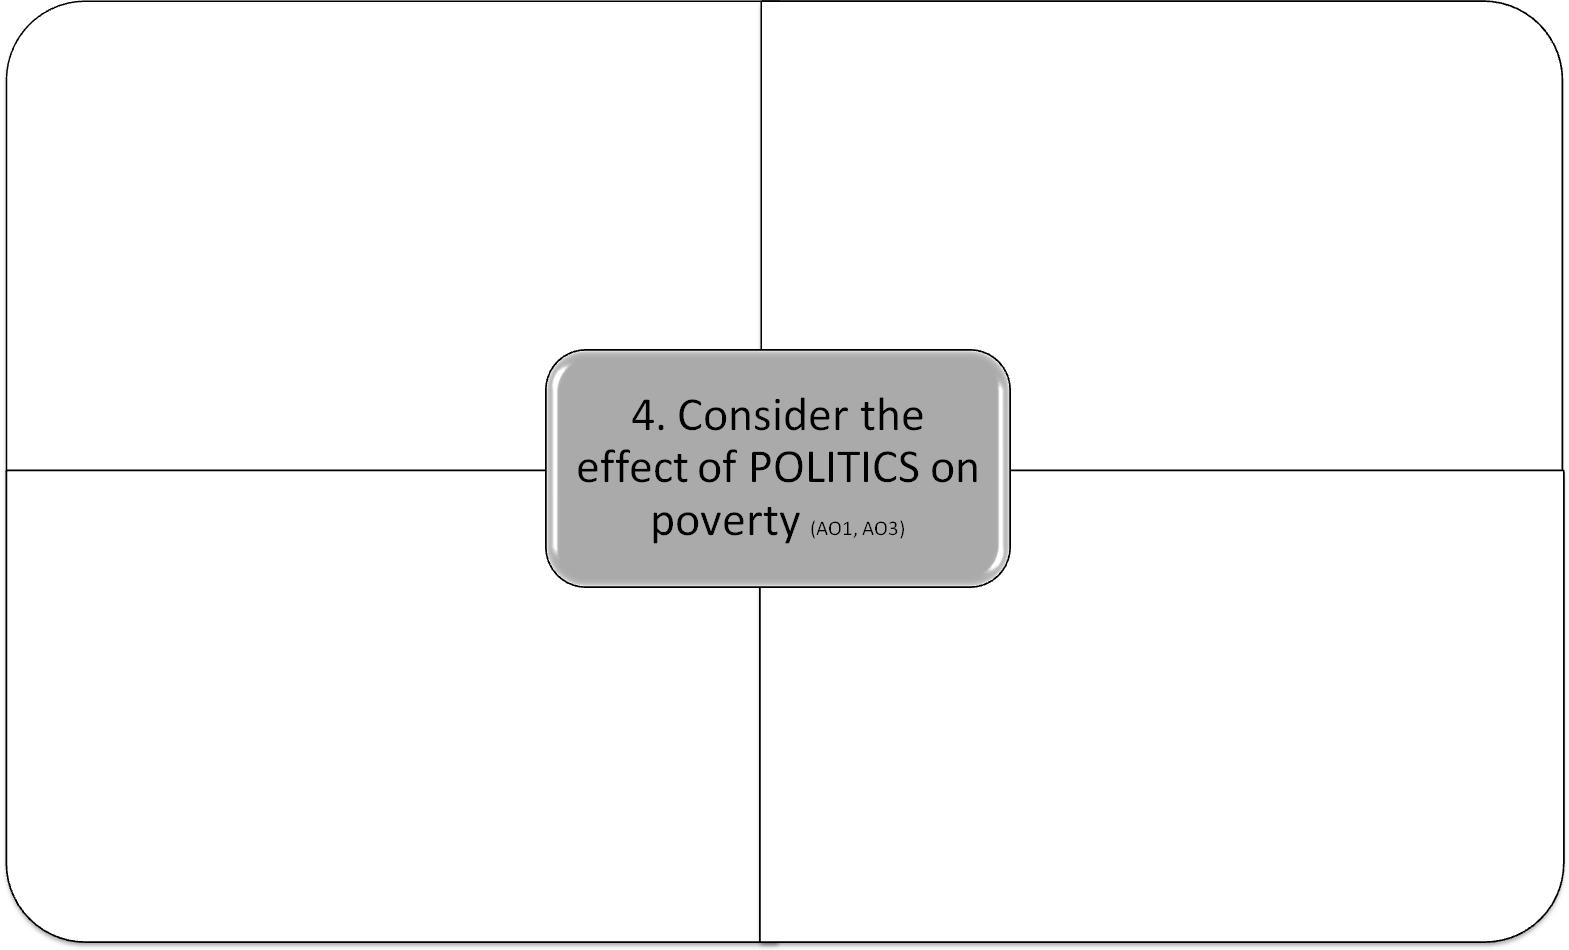 4. Consider the
effect of POLITICS on
poverty (AO1, AO3)